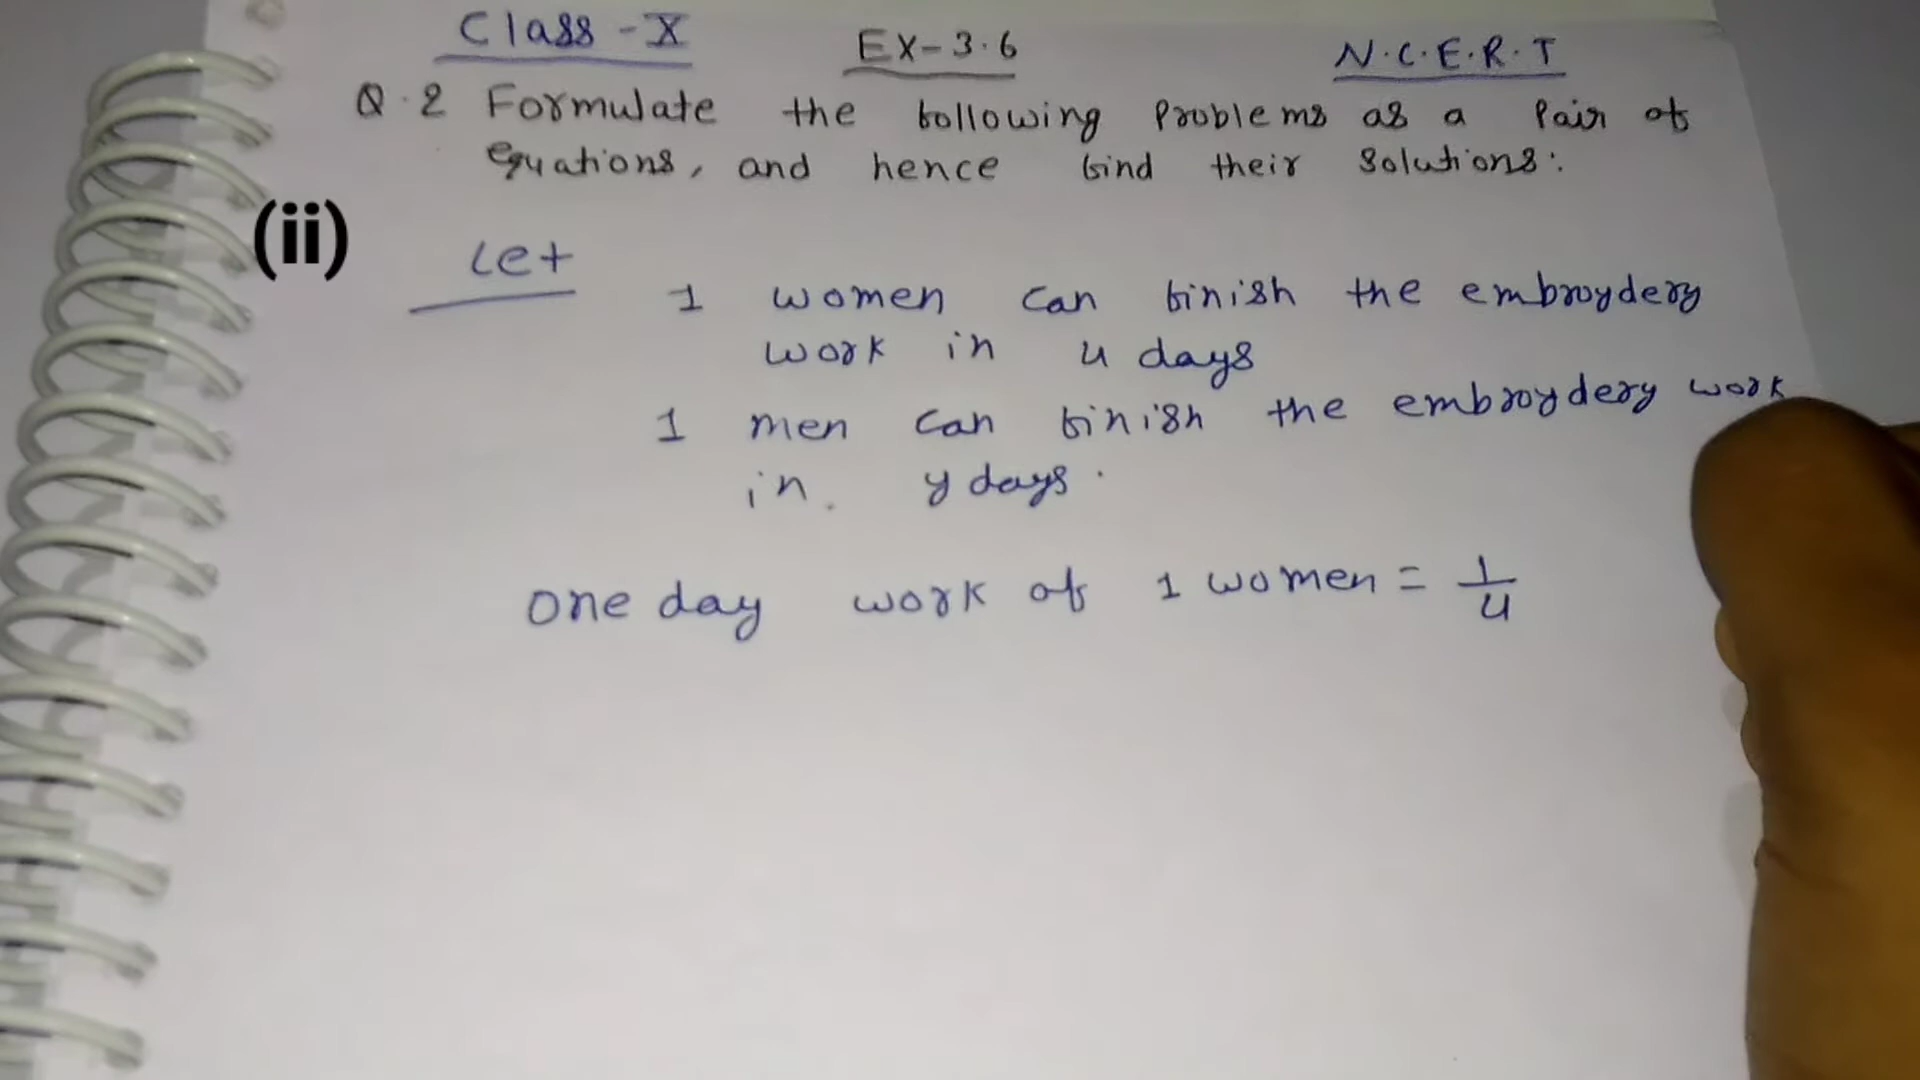 Class - X EX-3.6 N.C.E.R.T
Q.2 Formulate the following Problems as a Pair of
equations, and hence find their solutions:
(ii)
Let
1 women can finish the embroydery
work in u days
1 men can finish the embroydery work
in. y days.
one day work of 1 women = 1/u